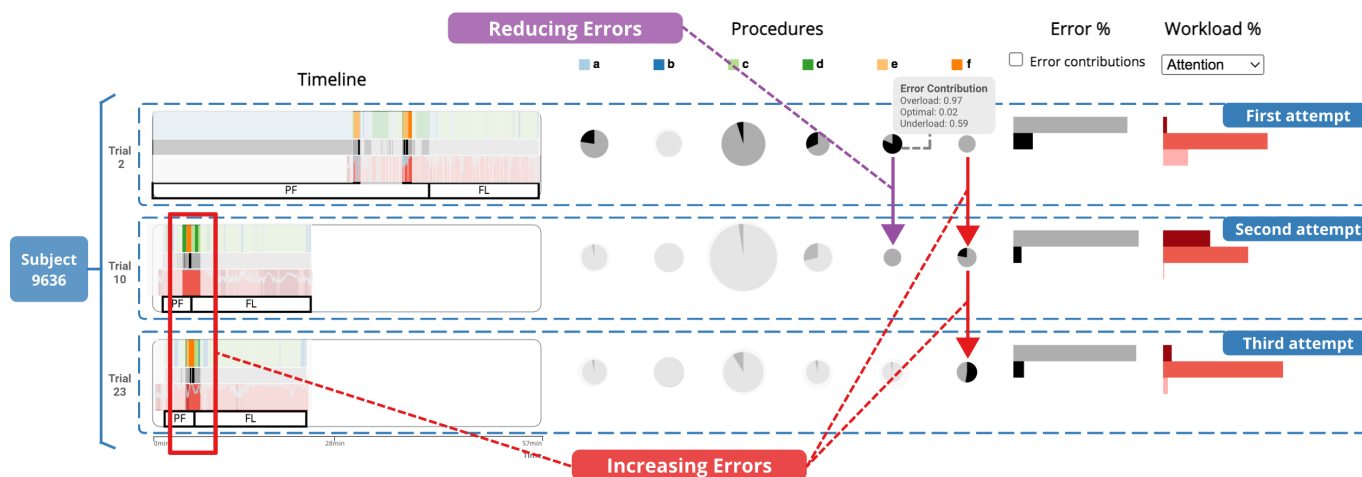 Reducing Errors
Procedures
Error %
Workload %
a
b
c
d
e
f
Error contributions
Attention
Timeline
Error Contribution
Overload: 0.97
Optimal: 0.02
Underload: 0.59
First attempt
Trial
2
PF
FL
Second attempt
Subject
9636
Trial
10
PF
FL
Third attempt
Trial
23
PF
FL
0min
28min
57min
Increasing Errors